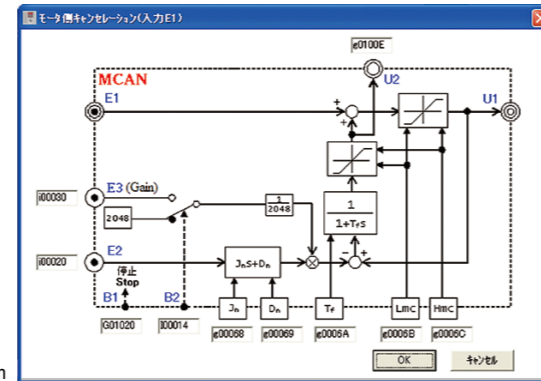 モータ側キャンセレーション(入力E1)
g0100E
MCAN
U2
E1
U1
+
+
E3 (Gain)
i00030
2048
1
2048
1
1+Tfs
E2
i00020
JnS+Dn
- +
停止
Stop
B1
B2
Jn
Dn
Tf
LmC
HmC
G01020
I00014
g00068
g00069
g0006A
g0006B
g0006C
OK
キャンセル
n